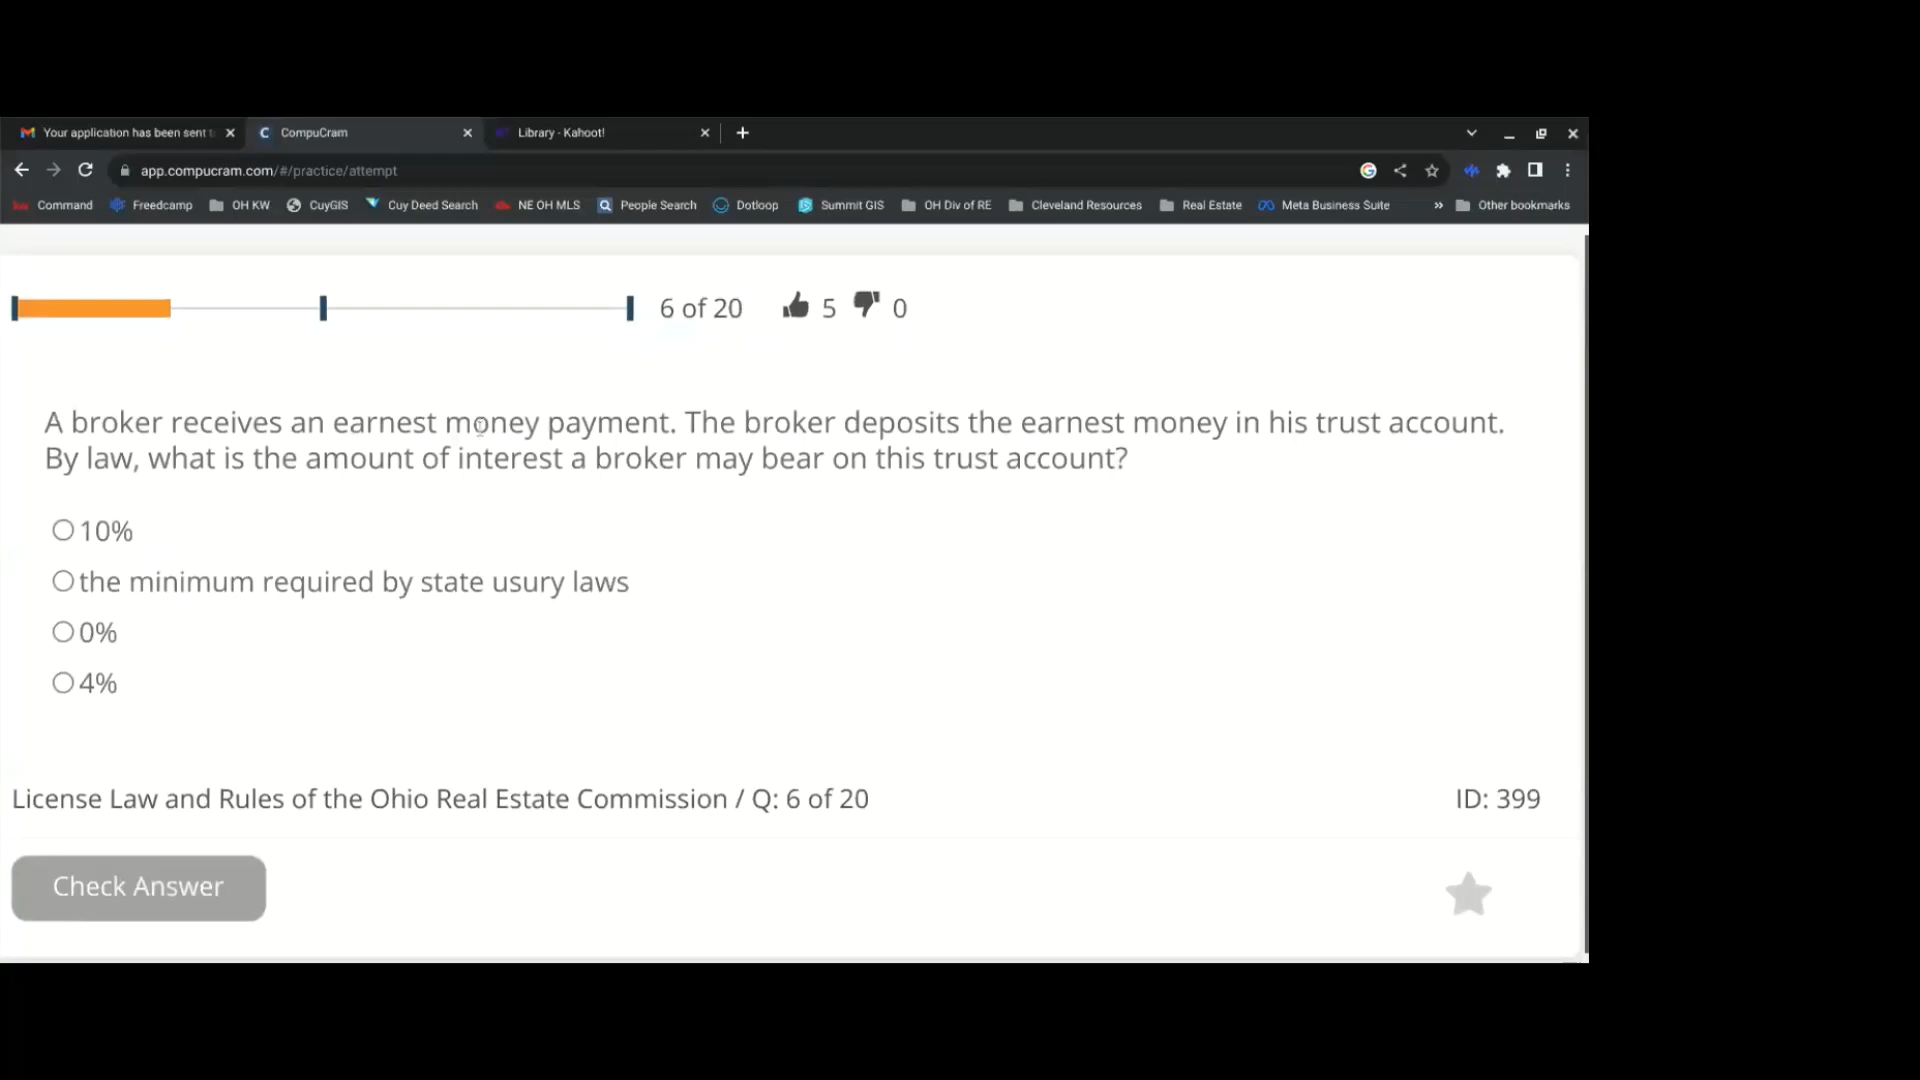 Your application has been sent t
CompuCram
Library - Kahoot!
app.compucram.com/#/practice/attempt
Command
Freedcamp
OH KW
CuyGIS
Cuy Deed Search
NE OH MLS
People Search
Dotloop
Summit GIS
OH Div of RE
Cleveland Resources
Real Estate
Meta Business Suite
»
Other bookmarks
6 of 20
5
0
A broker receives an earnest money payment. The broker deposits the earnest money in his trust account.
By law, what is the amount of interest a broker may bear on this trust account?
10%
the minimum required by state usury laws
0%
4%
License Law and Rules of the Ohio Real Estate Commission / Q: 6 of 20
ID: 399
Check Answer